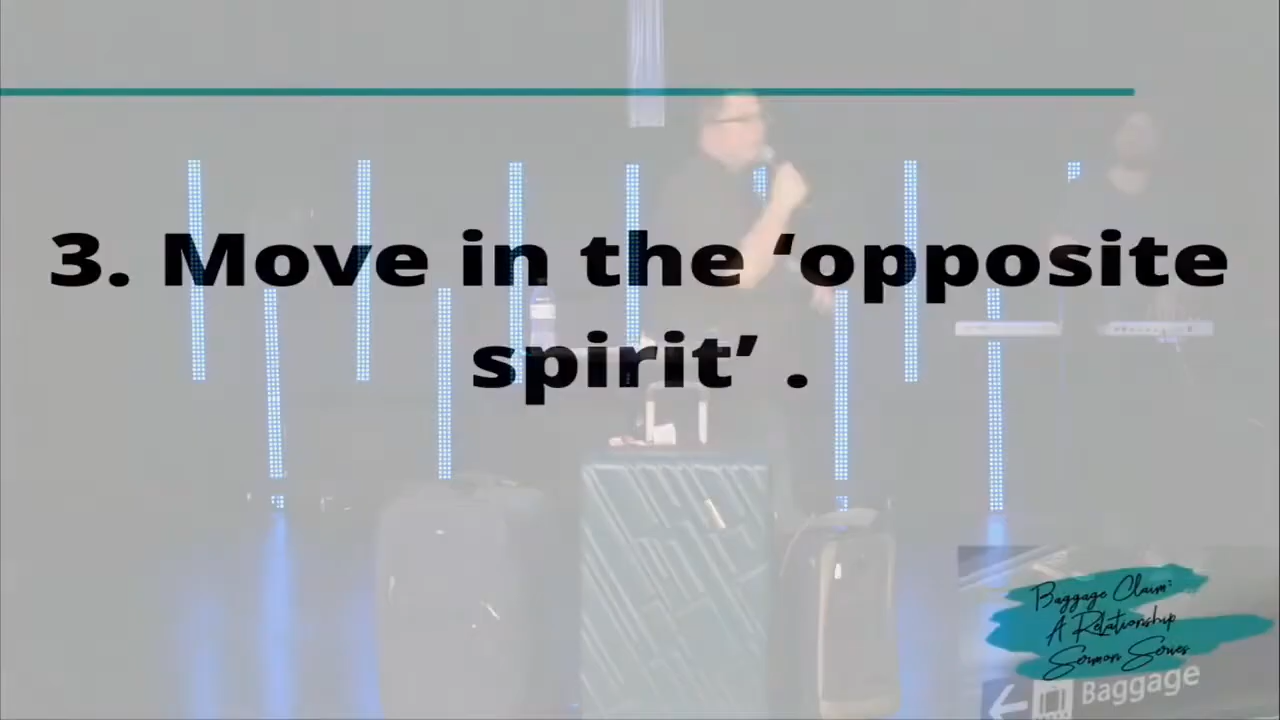 3. Move in the ‘opposite
spirit’ .
Baggage Claim:
A Relationship
Sermon Series
Baggage